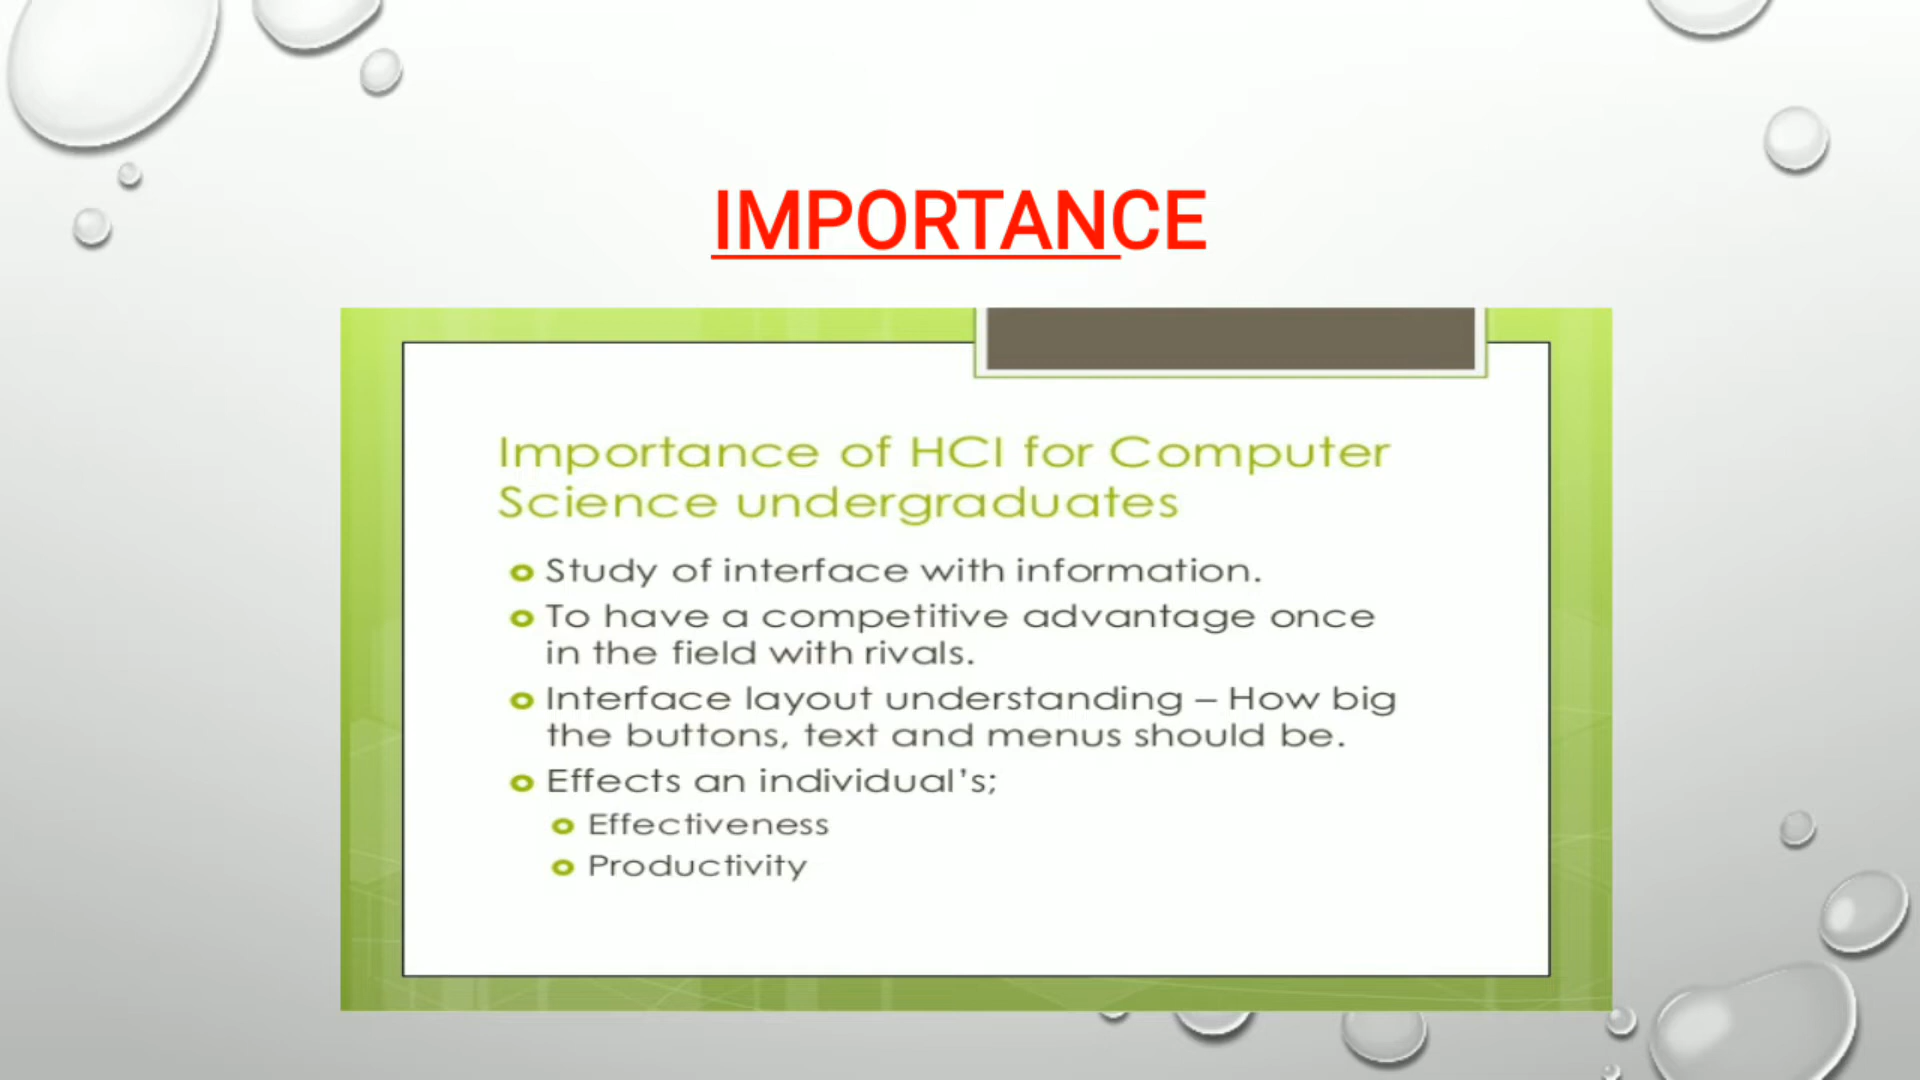 IMPORTANCE
Importance of HCI for Computer
Science undergraduates
Study of interface with information.
To have a competitive advantage once
in the field with rivals.
Interface layout understanding – How big
the buttons, text and menus should be.
Effects an individual's;
Effectiveness
Productivity